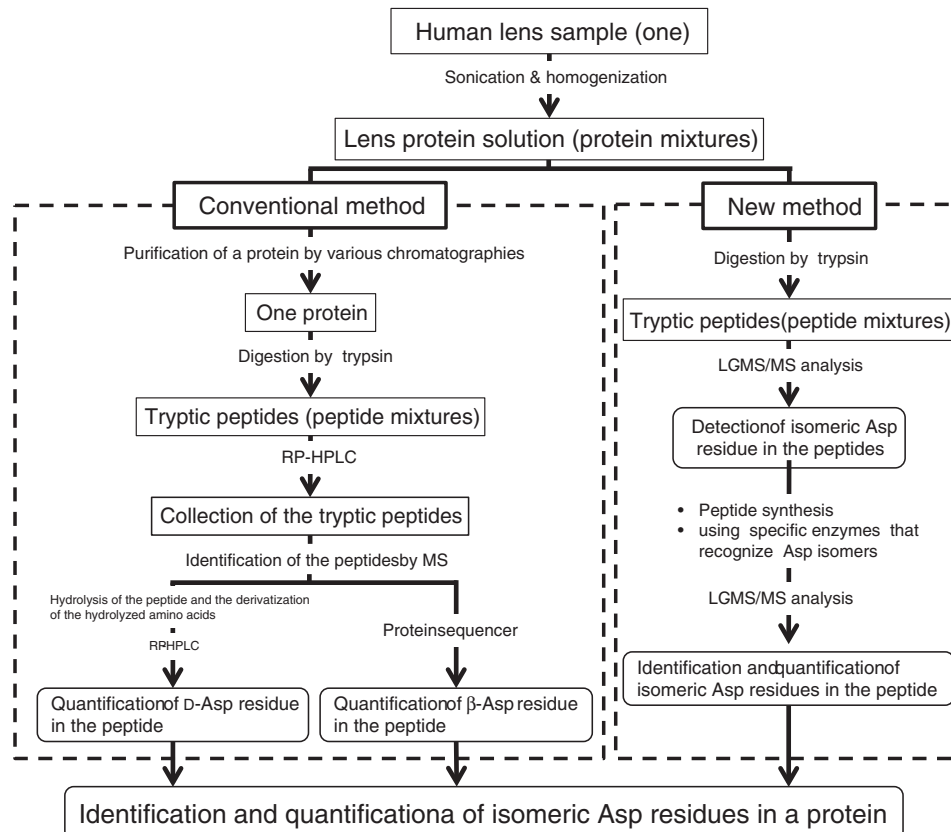 Human lens sample (one)
Sonication & homogenization
Lens protein solution (protein mixtures)
Conventional method
Purification of a protein by various chromatographies
One protein
Digestion by trypsin
Tryptic peptides (peptide mixtures)
RP-HPLC
Collection of the tryptic peptides
Identification of the peptidesby MS
Hydrolysis of the peptide and the derivatization
of the hydrolyzed amino acids
RPHPLC
Quantificationof D-Asp residue
in the peptide
Proteinsequencer
Quantificationof β-Asp residue
in the peptide
New method
Digestion by trypsin
Tryptic peptides(peptide mixtures)
LGMS/MS analysis
Detectionof isomeric Asp
residue in the peptides
• Peptide synthesis
• using specific enzymes that
recognize Asp isomers
LGMS/MS analysis
Identification andquantificationof
isomeric Asp residues in the peptide
Identification and quantificationa of isomeric Asp residues in a protein